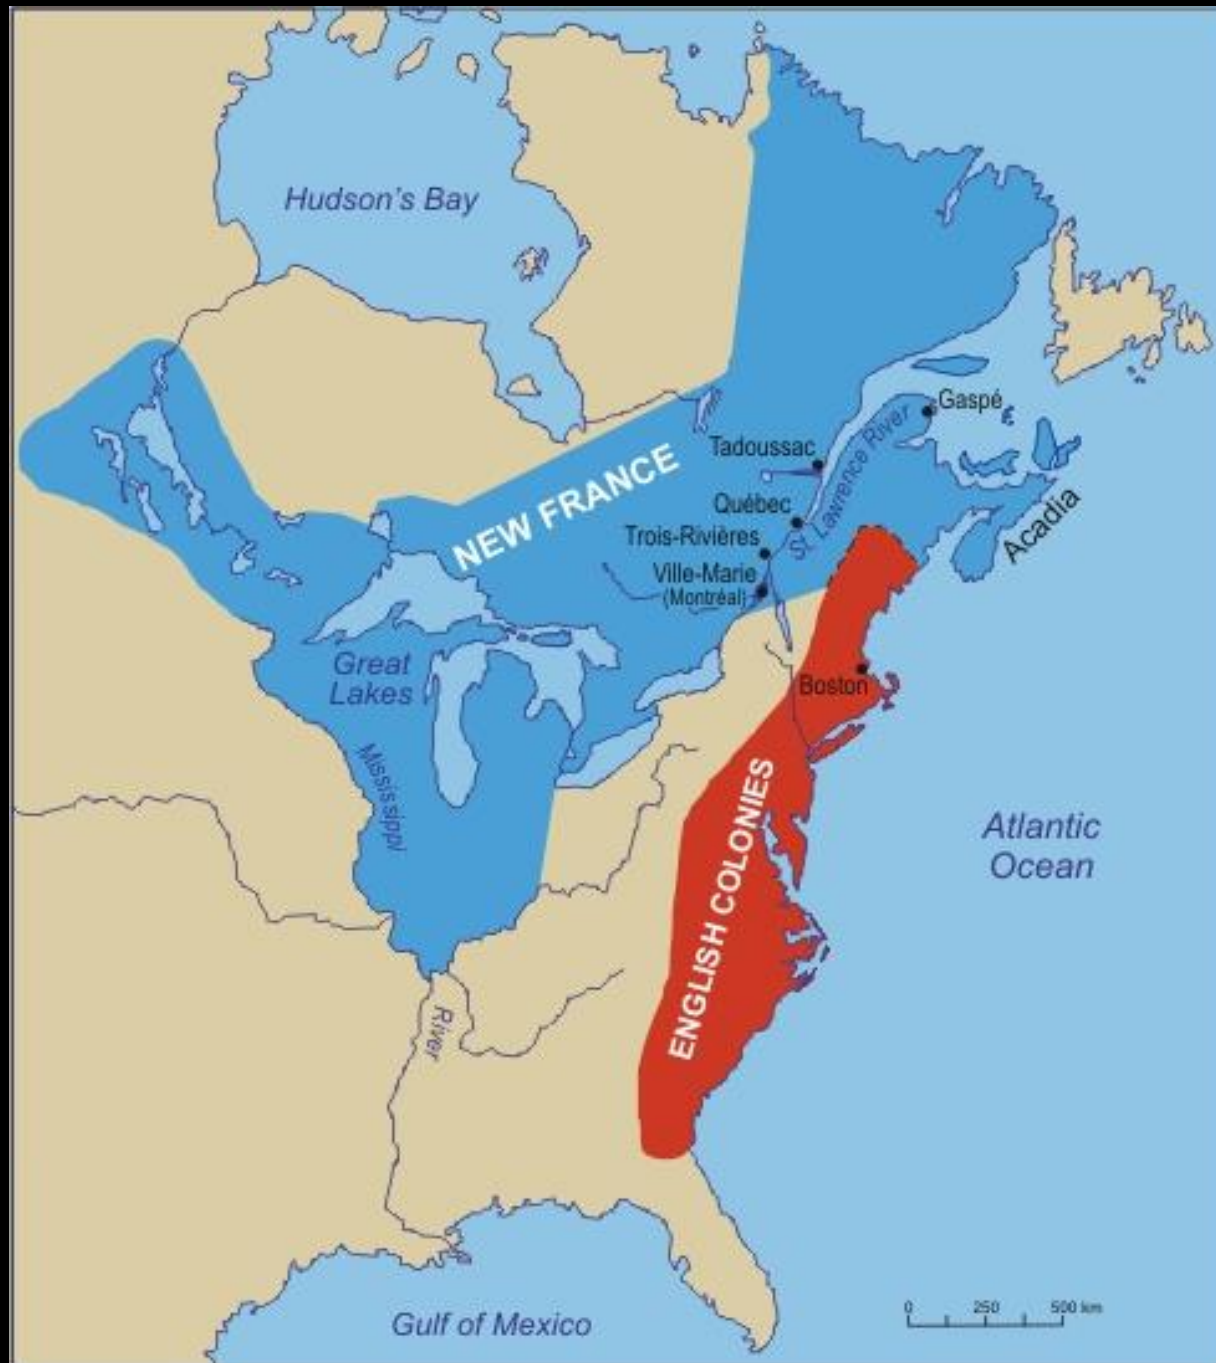 Hudson's Bay
Gaspé
Tadoussac
St. Lawrence River
NEW FRANCE
Québec
Acadia
Trois-Rivières
Ville-Marie
(Montréal)
Great
Lakes
Boston
Mississippi
ENGLISH COLONIES
Atlantic
Ocean
River
0 250 500 km
Gulf of Mexico